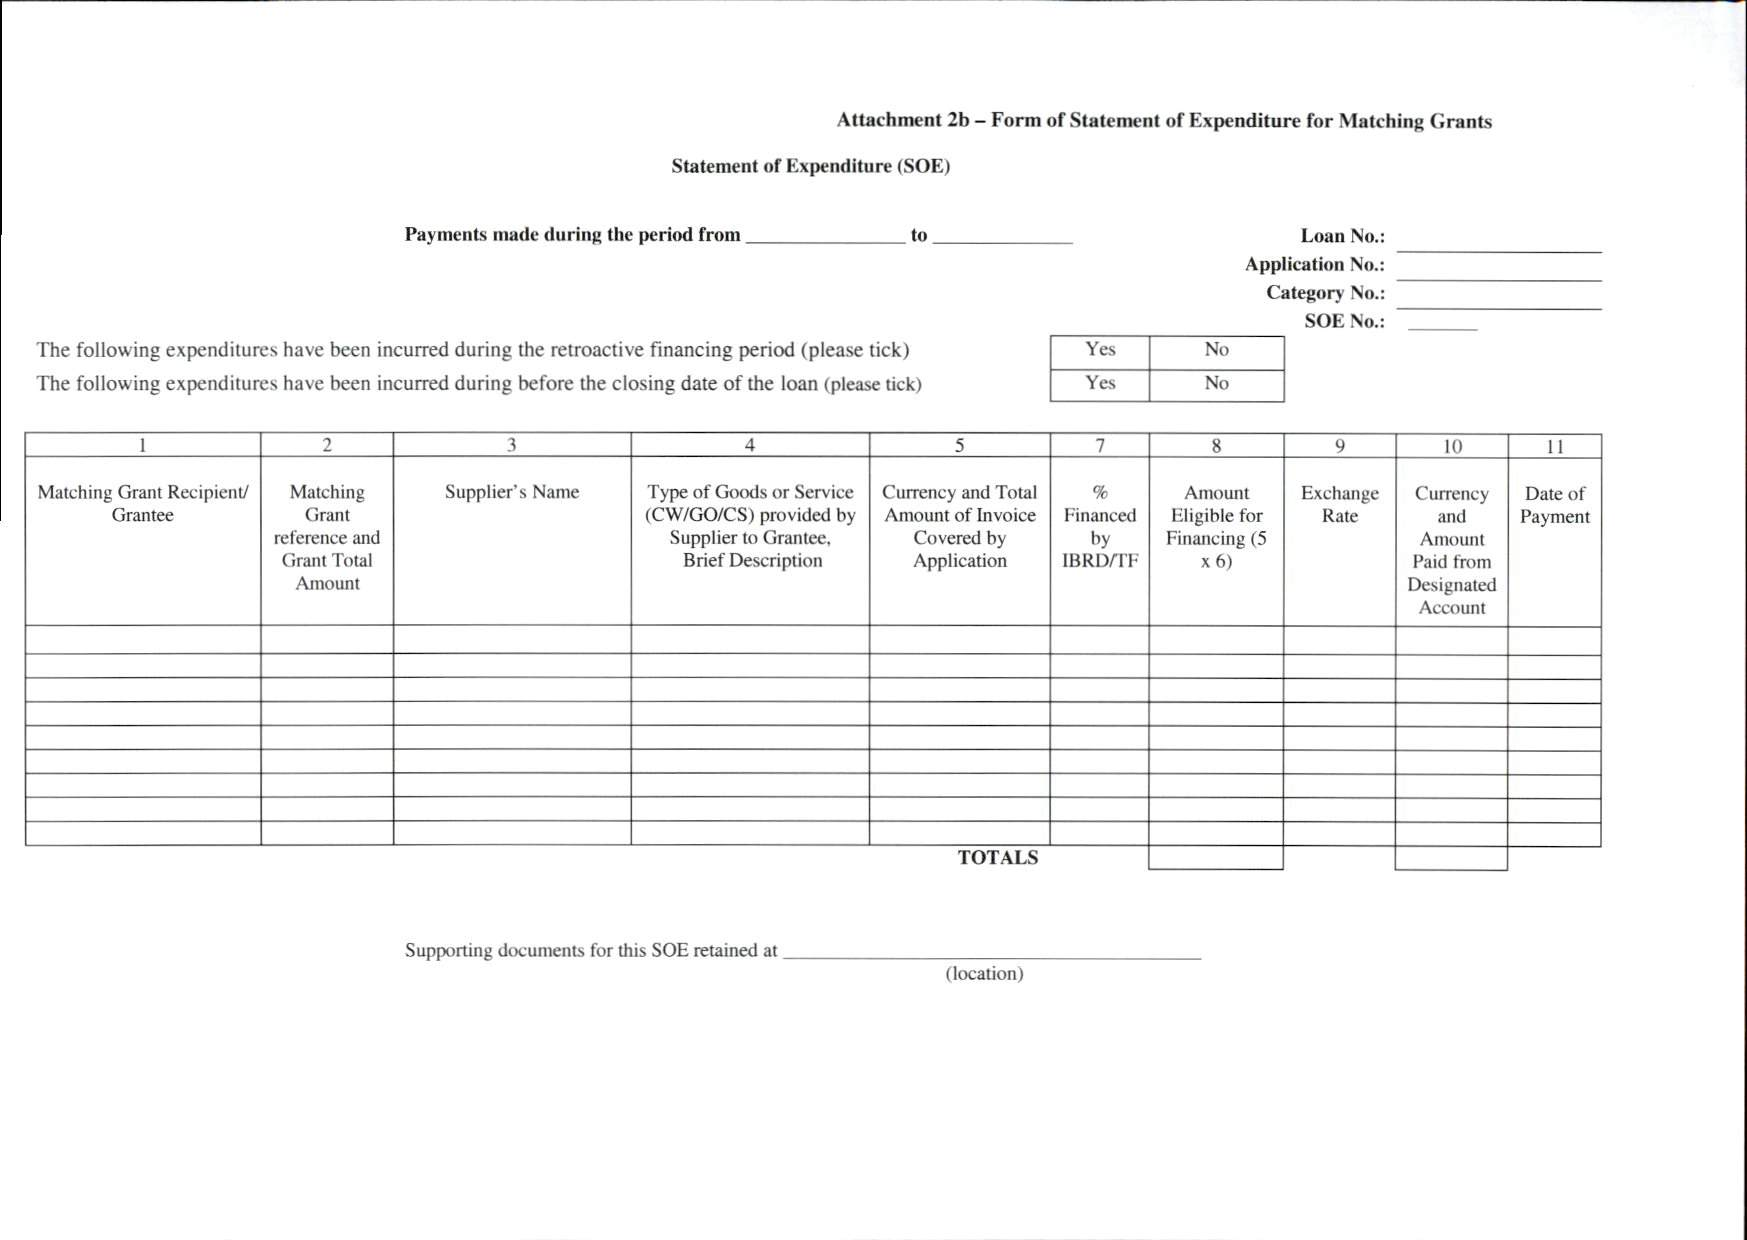 Attachment 2b – Form of Statement of Expenditure for Matching Grants
Statement of Expenditure (SOE)
Payments made during the period from ________________ to ______________
Loan No.:
Application No.:
Category No.:
SOE No.: _______
The following expenditures have been incurred during the retroactive financing period (please tick) Yes No
The following expenditures have been incurred during before the closing date of the loan (please tick) Yes No
1 2 3 4 5 7 8 9 10 11
Matching Grant Recipient/
Grantee
Matching
Grant
reference and
Grant Total
Amount
Supplier's Name
Type of Goods or Service
(CW/GO/CS) provided by
Supplier to Grantee,
Brief Description
Currency and Total
Amount of Invoice
Covered by
Application
%
Financed
by
IBRD/TF
Amount
Eligible for
Financing (5
x 6)
Exchange
Rate
Currency
and
Amount
Paid from
Designated
Account
Date of
Payment
TOTALS
Supporting documents for this SOE retained at __________________________________________
(location)